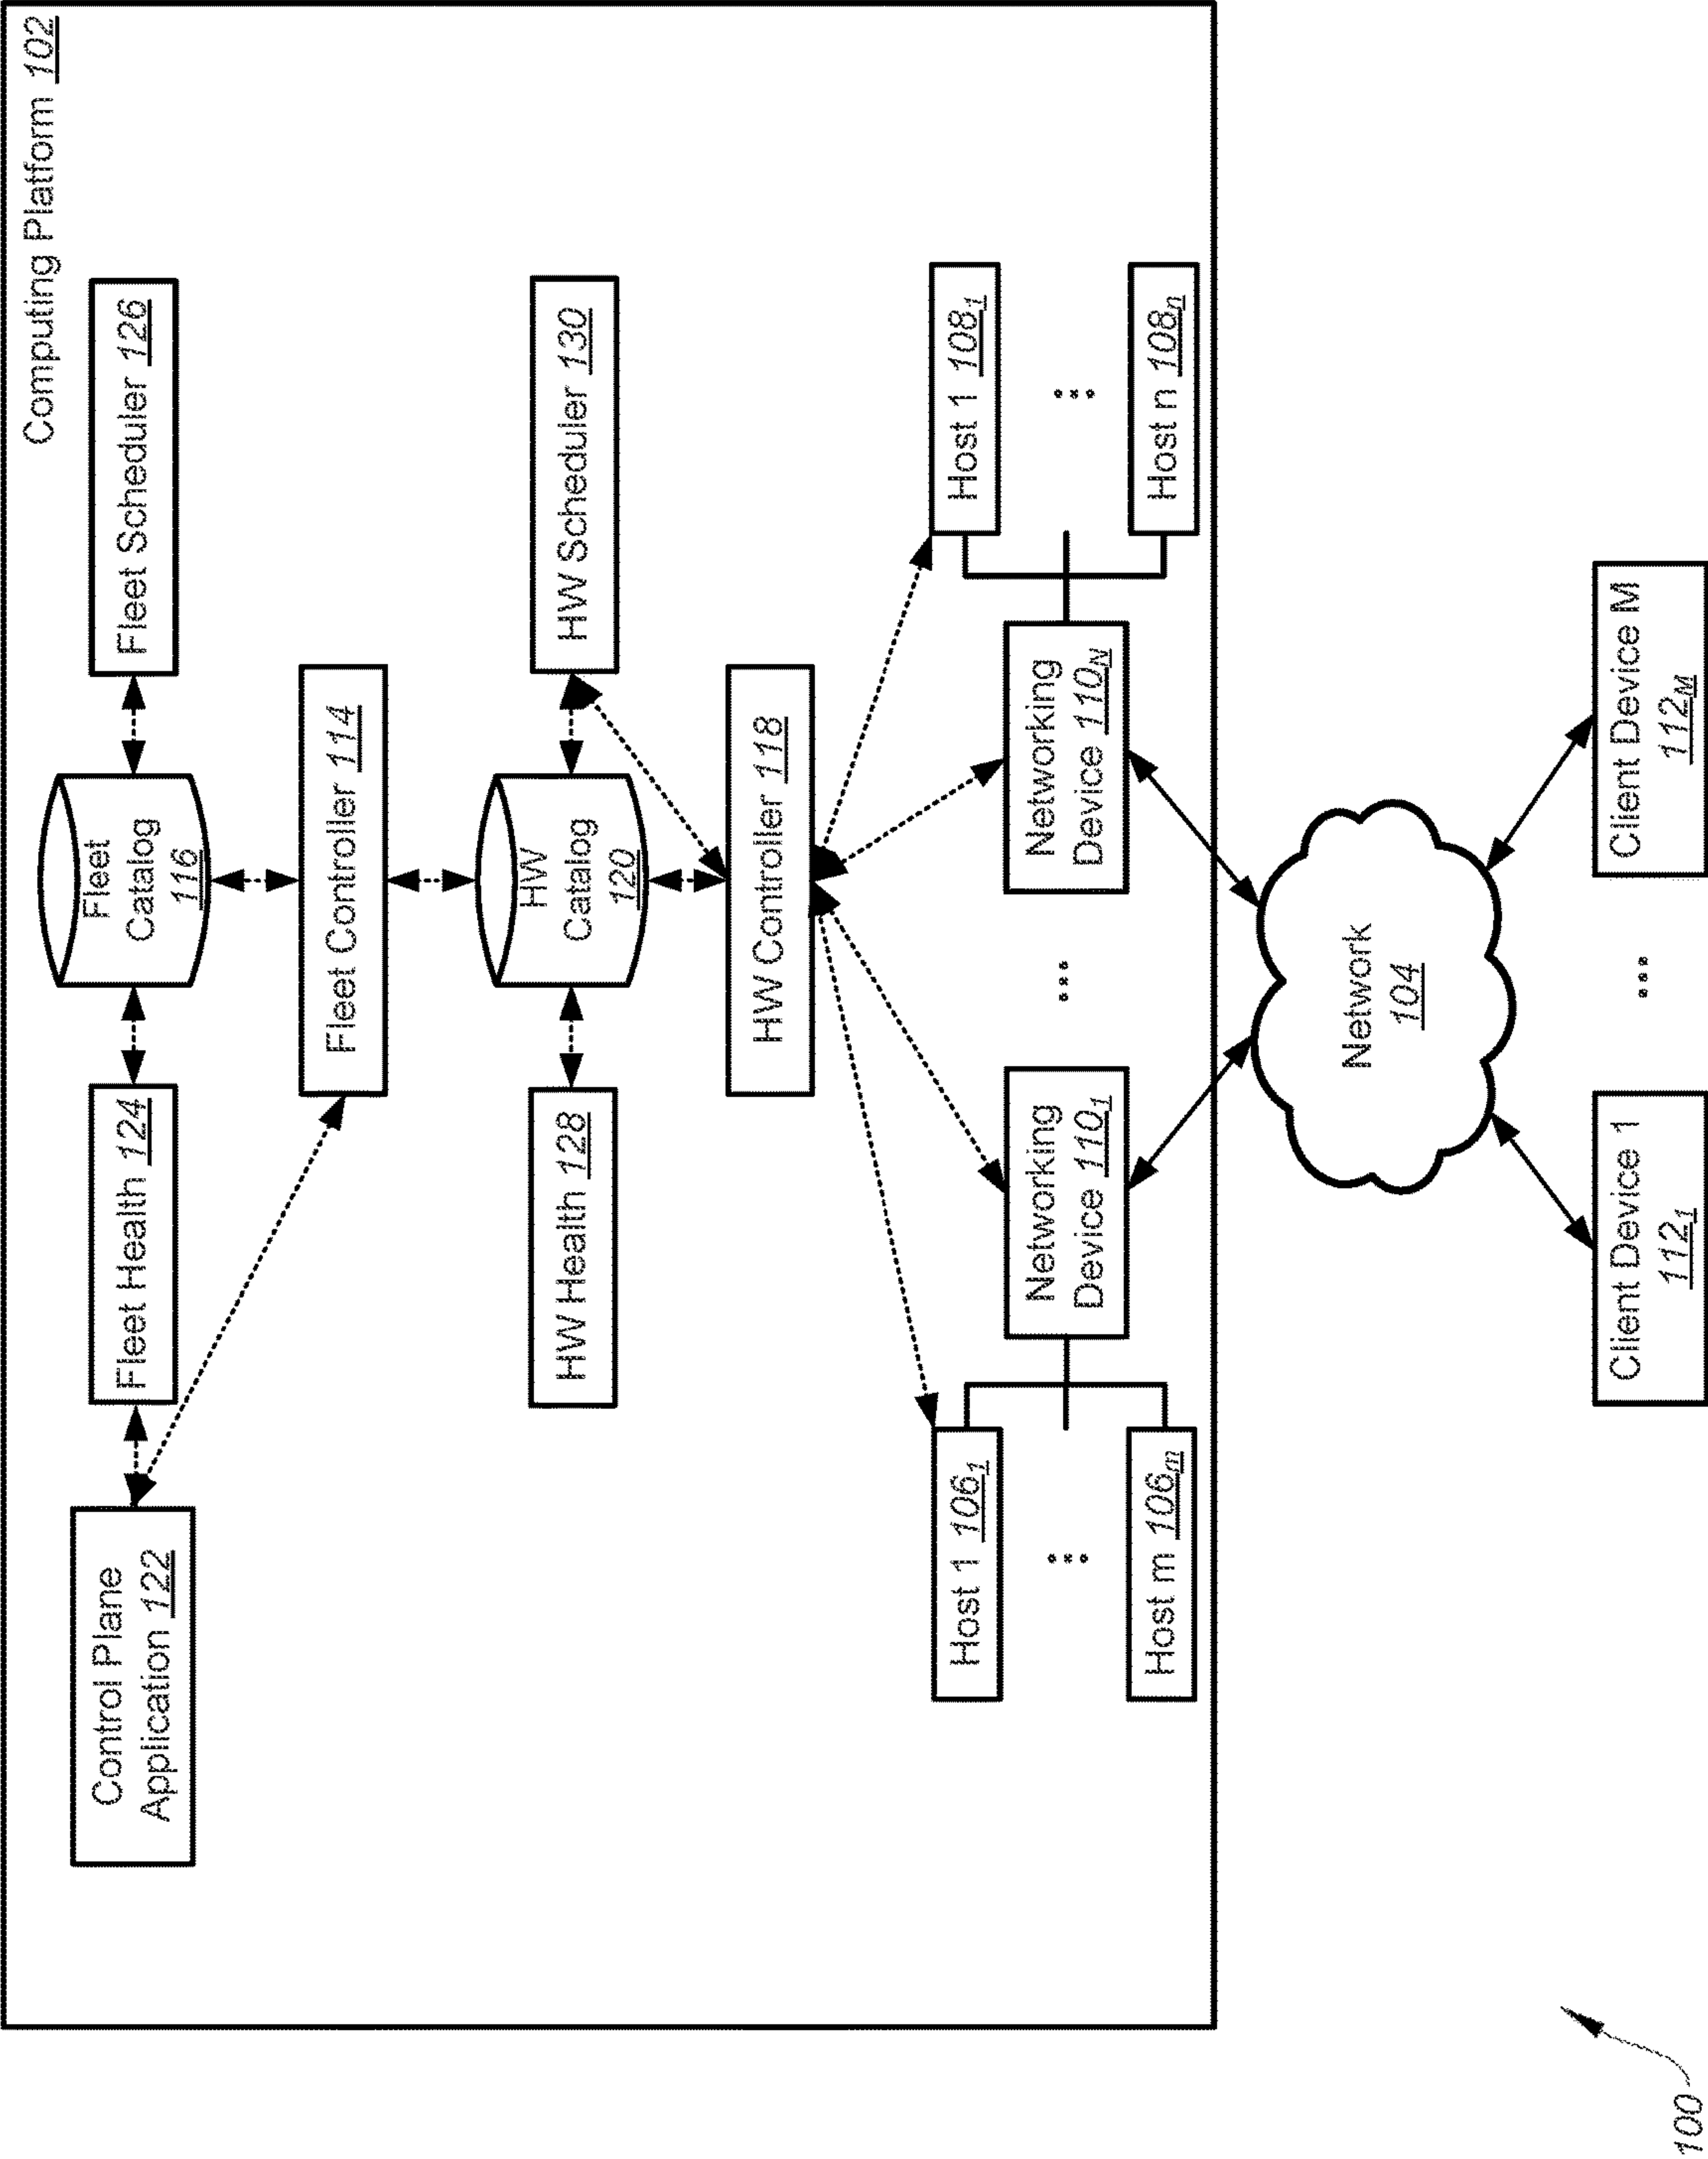 Computing Platform 102
Control Plane
Application 122
Fleet Health 124
Fleet
Catalog
116
Fleet Scheduler 126
Fleet Controller 114
HW Health 128
HW
Catalog
120
HW Scheduler 130
HW Controller 118
Host 1 106₁
⋮
Host m 106ₘ
Networking
Device 110₁
...
Networking
Device 110_N
Host 1 108₁
⋮
Host n 108ₙ
Network
104
Client Device 1
112₁
...
Client Device M
112_M
100